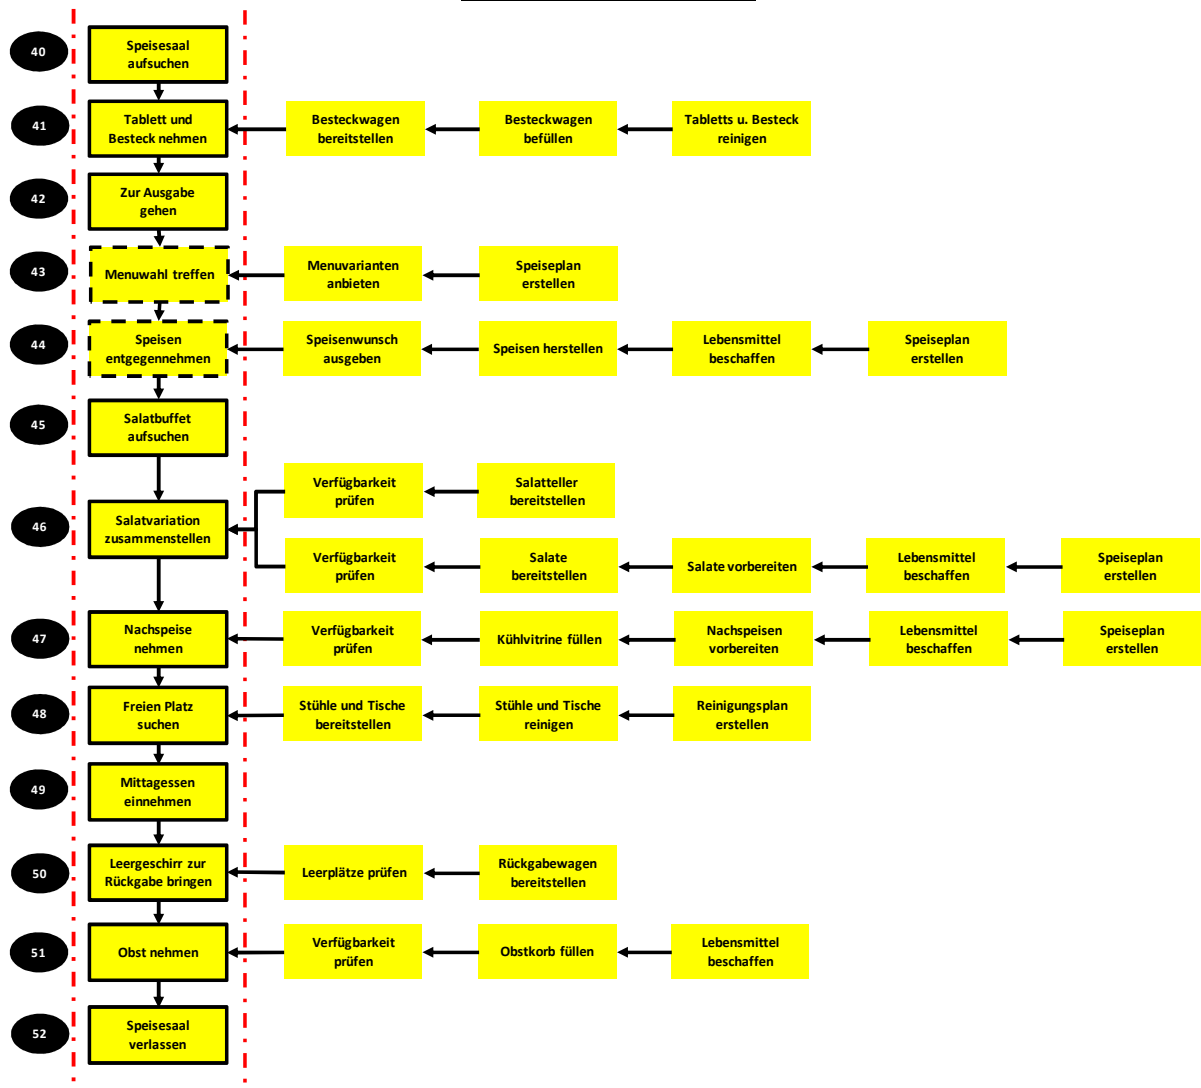 40
Speisesaal
aufsuchen
41
Tablett und
Besteck nehmen
Besteckwagen
bereitstellen
Besteckwagen
befüllen
Tabletts u. Besteck
reinigen
42
Zur Ausgabe
gehen
43
Menuwahl treffen
Menuvarianten
anbieten
Speiseplan
erstellen
44
Speisen
entgegennehmen
Speisenwunsch
ausgeben
Speisen herstellen
Lebensmittel
beschaffen
Speiseplan
erstellen
45
Salatbuffet
aufsuchen
46
Salatvariation
zusammenstellen
Verfügbarkeit
prüfen
Salatteller
bereitstellen
Verfügbarkeit
prüfen
Salate
bereitstellen
Salate vorbereiten
Lebensmittel
beschaffen
Speiseplan
erstellen
47
Nachspeise
nehmen
Verfügbarkeit
prüfen
Kühlvitrine füllen
Nachspeisen
vorbereiten
Lebensmittel
beschaffen
Speiseplan
erstellen
48
Freien Platz
suchen
Stühle und Tische
bereitstellen
Stühle und Tische
reinigen
Reinigungsplan
erstellen
49
Mittagessen
einnehmen
50
Leergeschirr zur
Rückgabe bringen
Leerplätze prüfen
Rückgabewagen
bereitstellen
51
Obst nehmen
Verfügbarkeit
prüfen
Obstkorb füllen
Lebensmittel
beschaffen
52
Speisesaal
verlassen